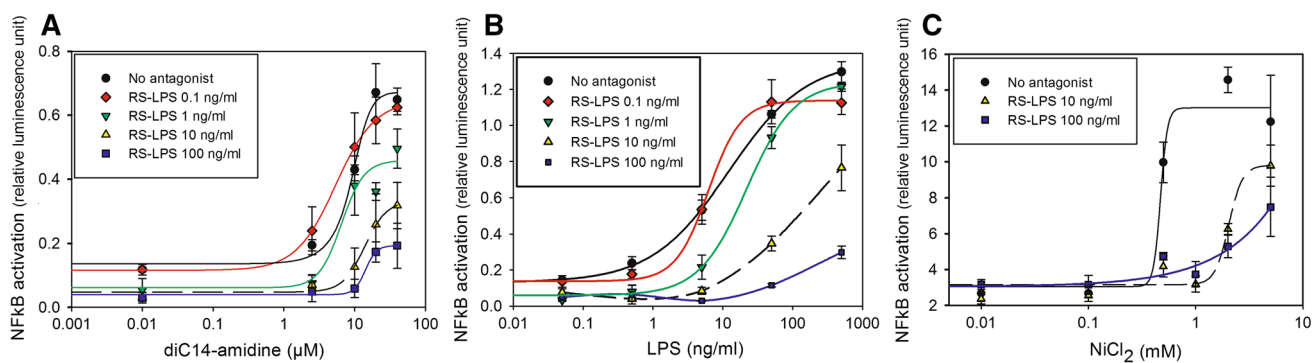 A
NFkB activation (relative luminescence unit)
0.8
0.6
0.4
0.2
0.0
No antagonist
RS-LPS 0.1 ng/ml
RS-LPS 1 ng/ml
RS-LPS 10 ng/ml
RS-LPS 100 ng/ml
0.001 0.01 0.1 1 10 100
diC14-amidine (µM)
B
NFkB activation (relative luminescence unit)
1.4
1.2
1.0
0.8
0.6
0.4
0.2
0.0
No antagonist
RS-LPS 0.1 ng/ml
RS-LPS 1 ng/ml
RS-LPS 10 ng/ml
RS-LPS 100 ng/ml
0.01 0.1 1 10 100 1000
LPS (ng/ml)
C
NFkB activation (relative luminescence unit)
16
14
12
10
8
6
4
2
No antagonist
RS-LPS 10 ng/ml
RS-LPS 100 ng/ml
0.01 0.1 1 10
NiCl2 (mM)